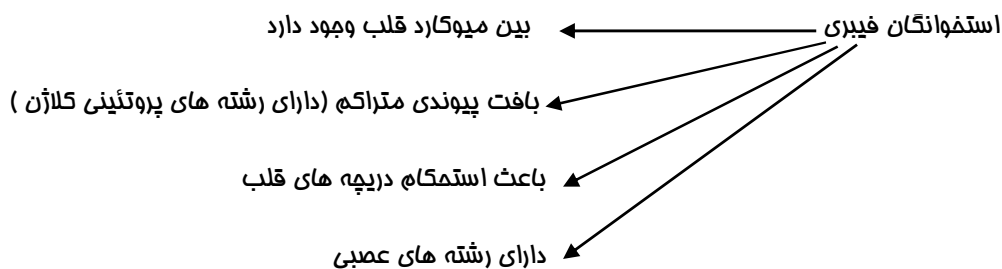 استخوانگان فیبری
بین میوکارد قلب وجود دارد
بافت پیوندی متراکم (دارای رشته های پروتئینی کلاژن )
باعث استحکام دریچه های قلب
دارای رشته های عصبی